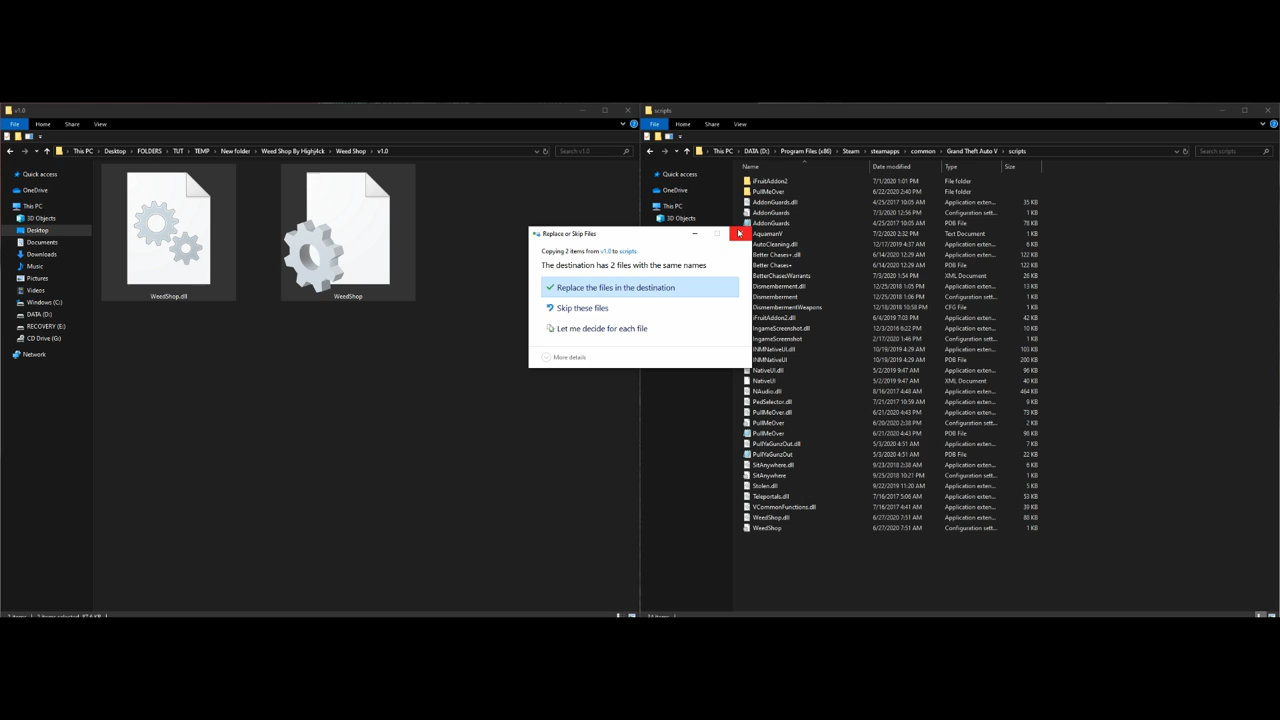 v1.0
File Home Share View
This PC Desktop FOLDERS TUT TEMP New folder Weed Shop By Highj4ck Weed Shop v1.0
Search v1.0
Quick access
OneDrive
This PC
3D Objects
Desktop
Documents
Downloads
Music
Pictures
Videos
Windows (C:)
DATA (D:)
RECOVERY (E:)
CD Drive (G:)
Network
WeedShop.dll
WeedShop
2 items 2 items selected 87.6 KB
Replace or Skip Files
Copying 2 items from v1.0 to scripts
The destination has 2 files with the same names
Replace the files in the destination
Skip these files
Let me decide for each file
More details
scripts
File Home Share View
This PC DATA (D:) Program Files (x86) Steam steamapps common Grand Theft Auto V scripts
Search scripts
Quick access
OneDrive
This PC
3D Objects
Name Date modified Type Size
iFruitAddon2 7/1/2020 1:01 PM File folder
PullMeOver 6/22/2020 2:40 PM File folder
AddonGuards.dll 4/25/2017 10:05 AM Application exten... 35 KB
AddonGuards 7/3/2020 12:56 PM Configuration sett... 1 KB
AddonGuards 4/25/2017 10:05 AM PDB File 78 KB
AquamanV 7/2/2020 2:32 PM Text Document 1 KB
AutoCleaning.dll 12/17/2019 4:37 AM Application exten... 6 KB
Better Chases+.dll 6/14/2020 12:29 AM Application exten... 122 KB
Better Chases+ 6/14/2020 12:29 AM PDB File 122 KB
BetterChasesWarrants 7/3/2020 1:15 PM XML Document 26 KB
Dismemberment.dll 12/25/2018 1:05 PM Application exten... 8 KB
Dismemberment 12/25/2018 1:06 PM Configuration sett... 1 KB
DismembermentWeapons 12/25/2018 1:05 PM CFG File 1 KB
iFruitAddon2.dll 6/4/2019 7:03 PM Application exten... 14 KB
IngameScreenshot.dll 12/3/2016 6:22 PM Application exten... 10 KB
IngameScreenshot 2/17/2020 1:46 AM Configuration sett... 1 KB
INMNativeUI.dll 10/19/2019 4:29 AM Application exten... 103 KB
INMNativeUI 10/19/2019 4:29 AM PDB File 200 KB
NativeUI.dll 5/2/2019 9:47 AM Application exten... 96 KB
NativeUI 5/2/2019 9:47 AM XML Document 40 KB
NAudio.dll 8/16/2017 4:48 AM Application exten... 464 KB
PedSelector.dll 7/21/2017 10:59 AM Application exten... 9 KB
PullMeOver.dll 6/21/2020 4:43 PM Application exten... 40 KB
PullMeOver 6/20/2020 2:38 PM Configuration sett... 2 KB
PullMeOver 6/21/2020 4:43 PM PDB File 98 KB
PullYaGunzOut.dll 5/3/2020 4:51 AM Application exten... 7 KB
PullYaGunzOut 5/3/2020 4:51 AM PDB File 22 KB
SitAnywhere.dll 9/23/2018 2:38 AM Application exten... 6 KB
SitAnywhere 9/23/2018 10:21 PM Configuration sett... 1 KB
Stolen.dll 9/22/2019 11:20 AM Application exten... 5 KB
Teleportals.dll 7/16/2017 5:06 AM Application exten... 53 KB
VCommonFunctions.dll 7/16/2017 4:41 AM Application exten... 39 KB
WeedShop.dll 6/27/2020 7:51 AM Application exten... 88 KB
WeedShop 6/27/2020 7:51 AM Configuration sett... 1 KB